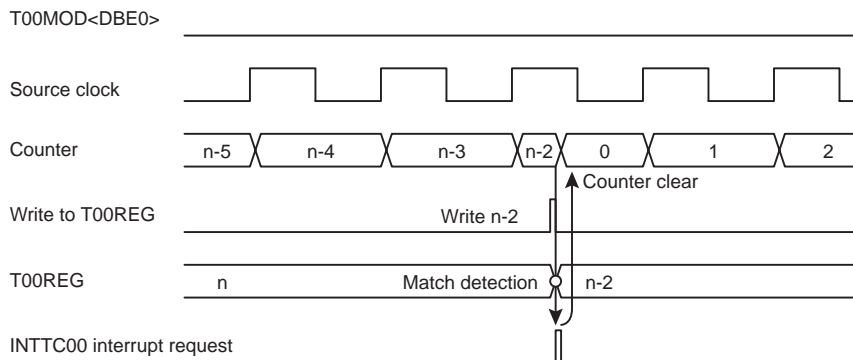 T00MOD<DBE0>
Source clock
Counter n-5 n-4 n-3 n-2 0 1 2
Counter clear
Write to T00REG Write n-2
T00REG n Match detection n-2
INTTC00 interrupt request